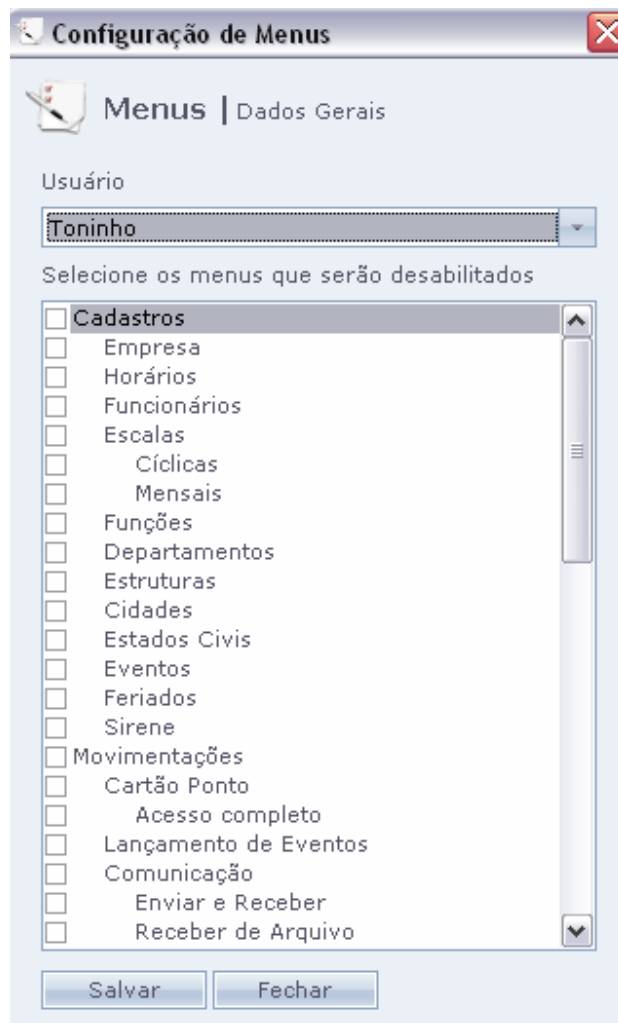 Configuração de Menus
Menus | Dados Gerais
Usuário
Toninho
Selecione os menus que serão desabilitados
Cadastros
Empresa
Horários
Funcionários
Escalas
Cíclicas
Mensais
Funções
Departamentos
Estruturas
Cidades
Estados Civis
Eventos
Feriados
Sirene
Movimentações
Cartão Ponto
Acesso completo
Lançamento de Eventos
Comunicação
Enviar e Receber
Receber de Arquivo
Salvar Fechar